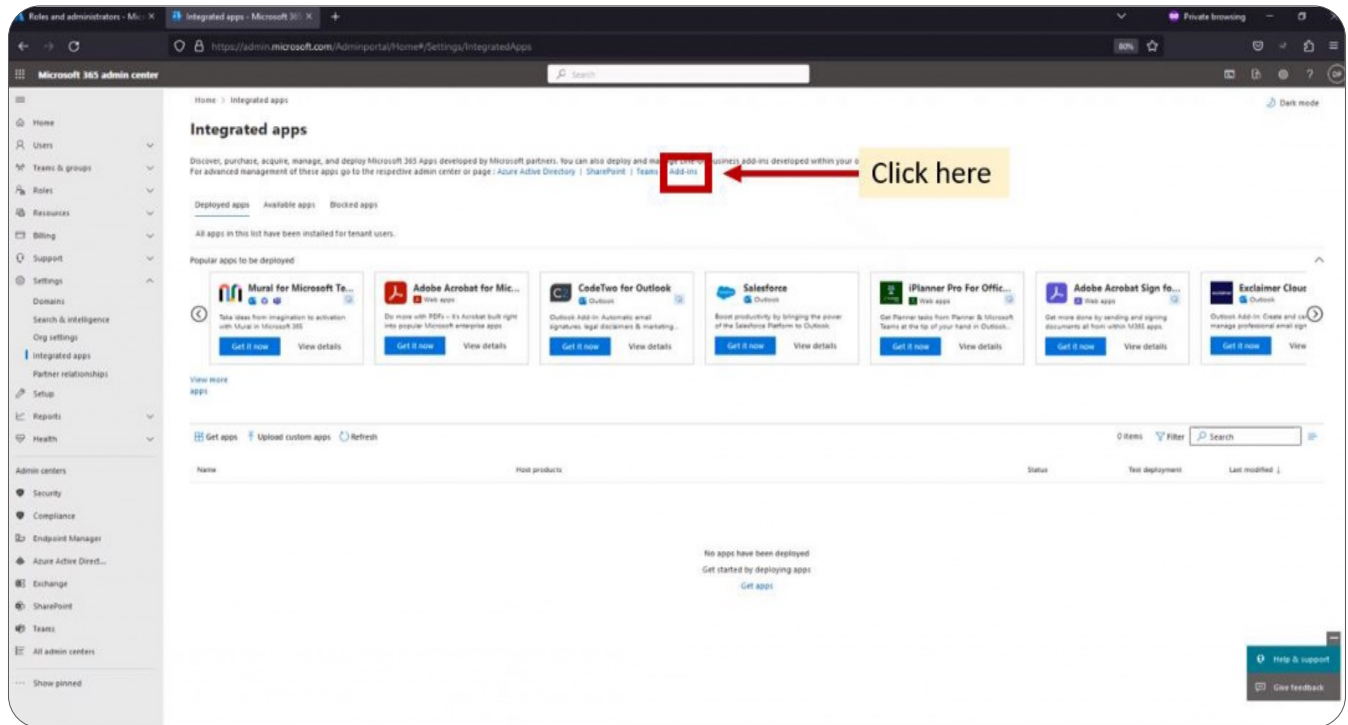 Roles and administrators - Mic
Integrated apps - Microsoft 36
Private browsing
https://admin.microsoft.com/Adminportal/Home#/Settings/IntegratedApps
80%
Microsoft 365 admin center
Search
DP
Home > Integrated apps
Dark mode
Integrated apps
Discover, purchase, acquire, manage, and deploy Microsoft 365 Apps developed by Microsoft partners. You can also deploy and manage business add-ins developed within your
For advanced management of these apps go to the respective admin center or page : Azure Active Directory | SharePoint | Teams Add-ins
Click here
Deployed apps Available apps Blocked apps
All apps in this list have been installed for tenant users.
Popular apps to be deployed
Mural for Microsoft Te...
Take ideas from imagination to activation
with Mural in Microsoft 365
Get it now View details
Adobe Acrobat for Mic...
Web apps
Do more with PDFs – it's Acrobat built right
into popular Microsoft enterprise apps
Get it now View details
CodeTwo for Outlook
Outlook
Outlook Add-in: Automatic email
signatures, legal disclaimers & marketing...
Get it now View details
Salesforce
Outlook
Boost productivity by bringing the power
of the Salesforce Platform to Outlook.
Get it now View details
iPlanner Pro For Offic...
Web apps
Get Planner tasks from Planner & Microsoft
Teams at the top of your hand in Outlook...
Get it now View details
Adobe Acrobat Sign fo...
Web apps
Get more done by sending and signing
documents all from within M365 apps.
Get it now View details
Exclaimer Cloud
Outlook
Outlook Add-In: Create and
manage professional email sign
Get it now View
View more
apps
Get apps Upload custom apps Refresh
0 items Filter Search
Name Host products Status Test deployment Last modified ↓
No apps have been deployed
Get started by deploying apps
Get apps
Home
Users
Teams & groups
Roles
Resources
Billing
Support
Settings
Domains
Search & intelligence
Org settings
Integrated apps
Partner relationships
Setup
Reports
Health
Admin centers
Security
Compliance
Endpoint Manager
Azure Active Direct...
Exchange
SharePoint
Teams
All admin centers
Show pinned
Help & support
Give feedback